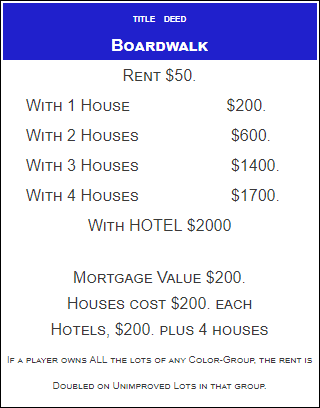 TITLE DEED
BOARDWALK
RENT $50.
WITH 1 HOUSE $200.
WITH 2 HOUSES $600.
WITH 3 HOUSES $1400.
WITH 4 HOUSES $1700.
WITH HOTEL $2000
MORTGAGE VALUE $200.
HOUSES COST $200. EACH
HOTELS, $200. PLUS 4 HOUSES
IF A PLAYER OWNS ALL THE LOTS OF ANY COLOR-GROUP, THE RENT IS
DOUBLED ON UNIMPROVED LOTS IN THAT GROUP.